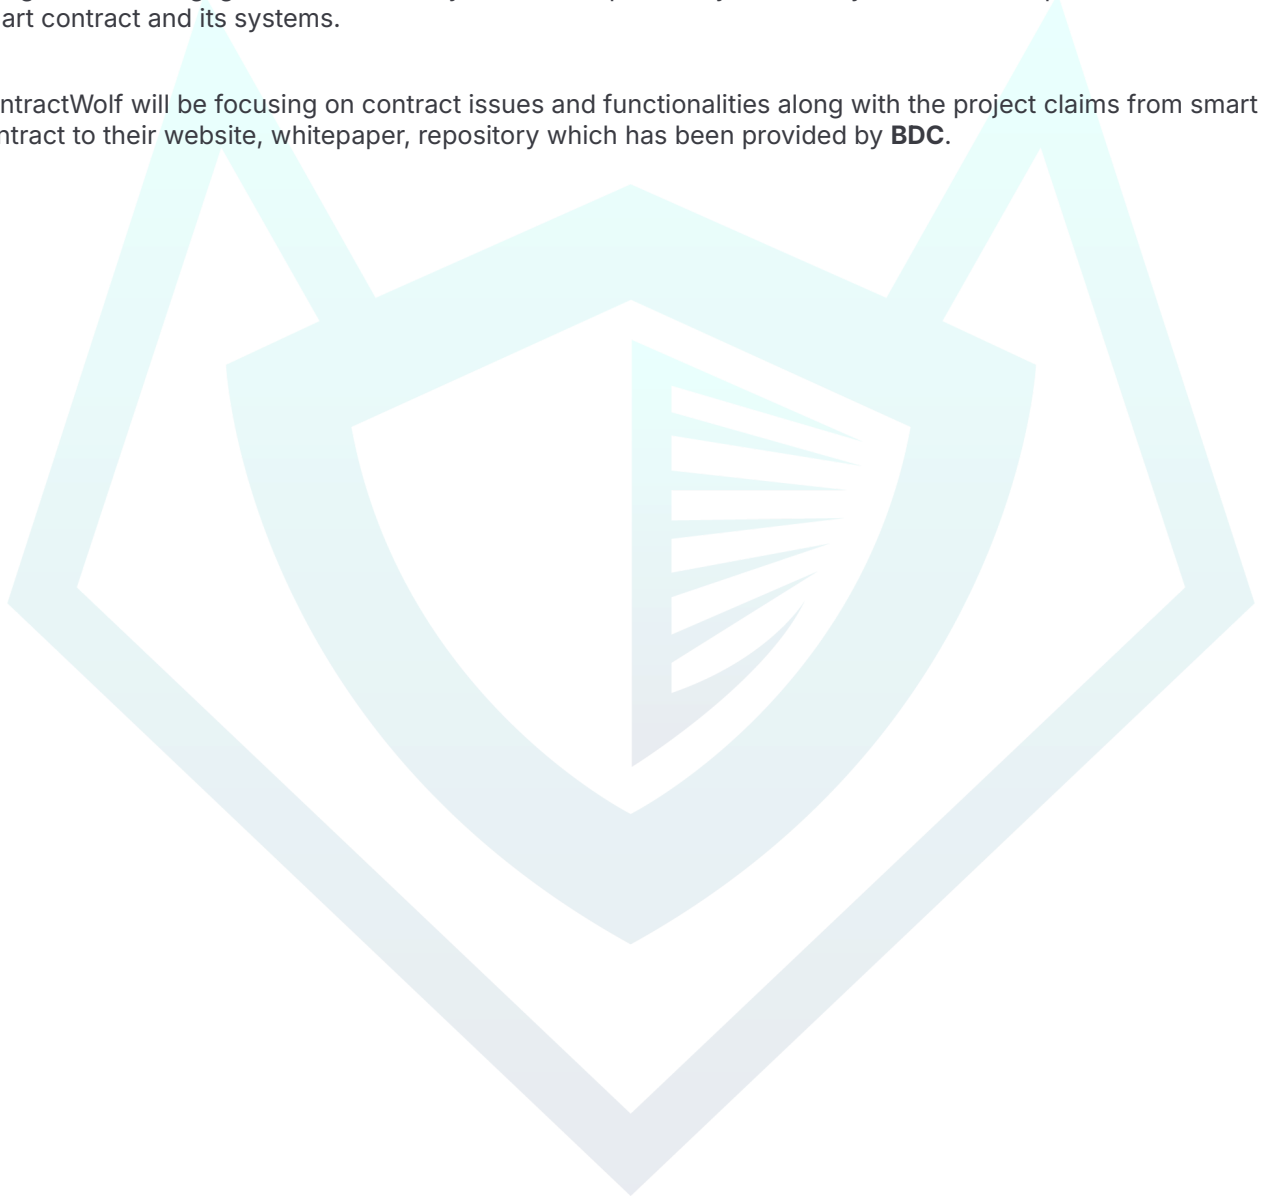 art contract and its systems.
ntractWolf will be focusing on contract issues and functionalities along with the project claims from smart
ntract to their website, whitepaper, repository which has been provided by BDC.